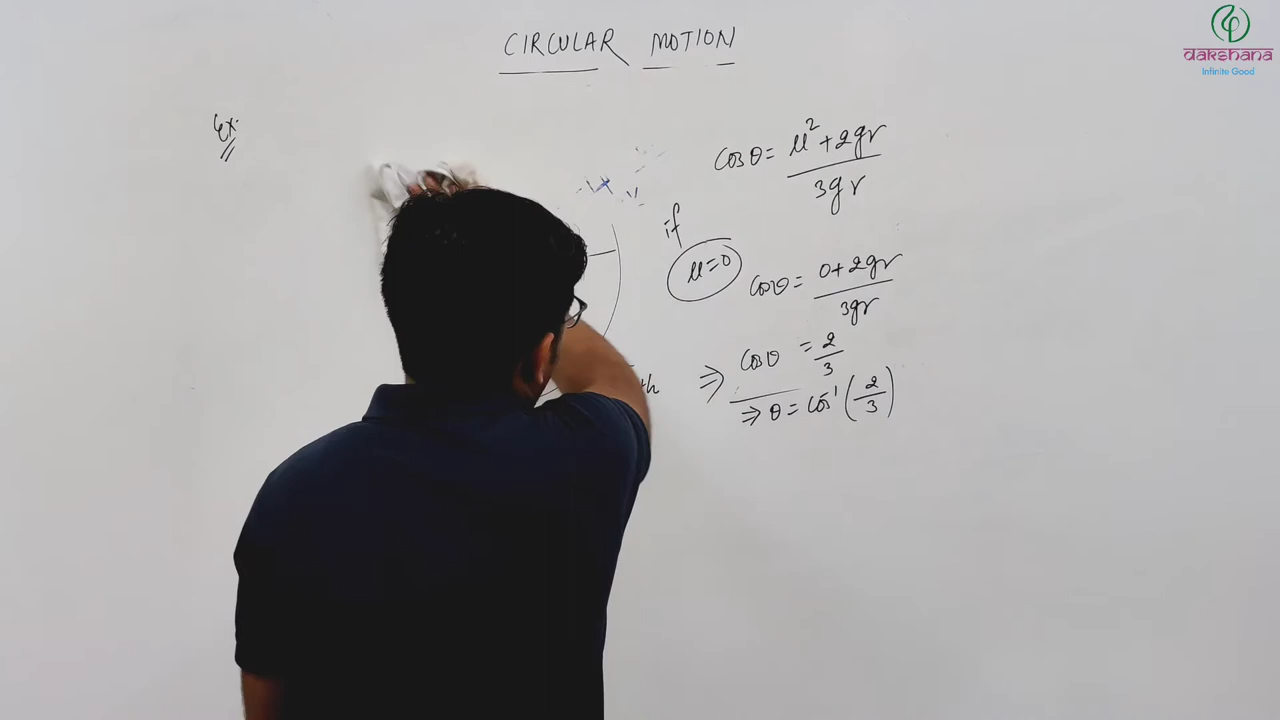 CIRCULAR MOTION
dakshana
Infinite Good
Ex:
cosθ = u² + 2gr / 3gr
if
u=0
cosθ = 0+2gr / 3gr
⇒ cosθ = 2/3
⇒ θ = cos⁻¹(2/3)